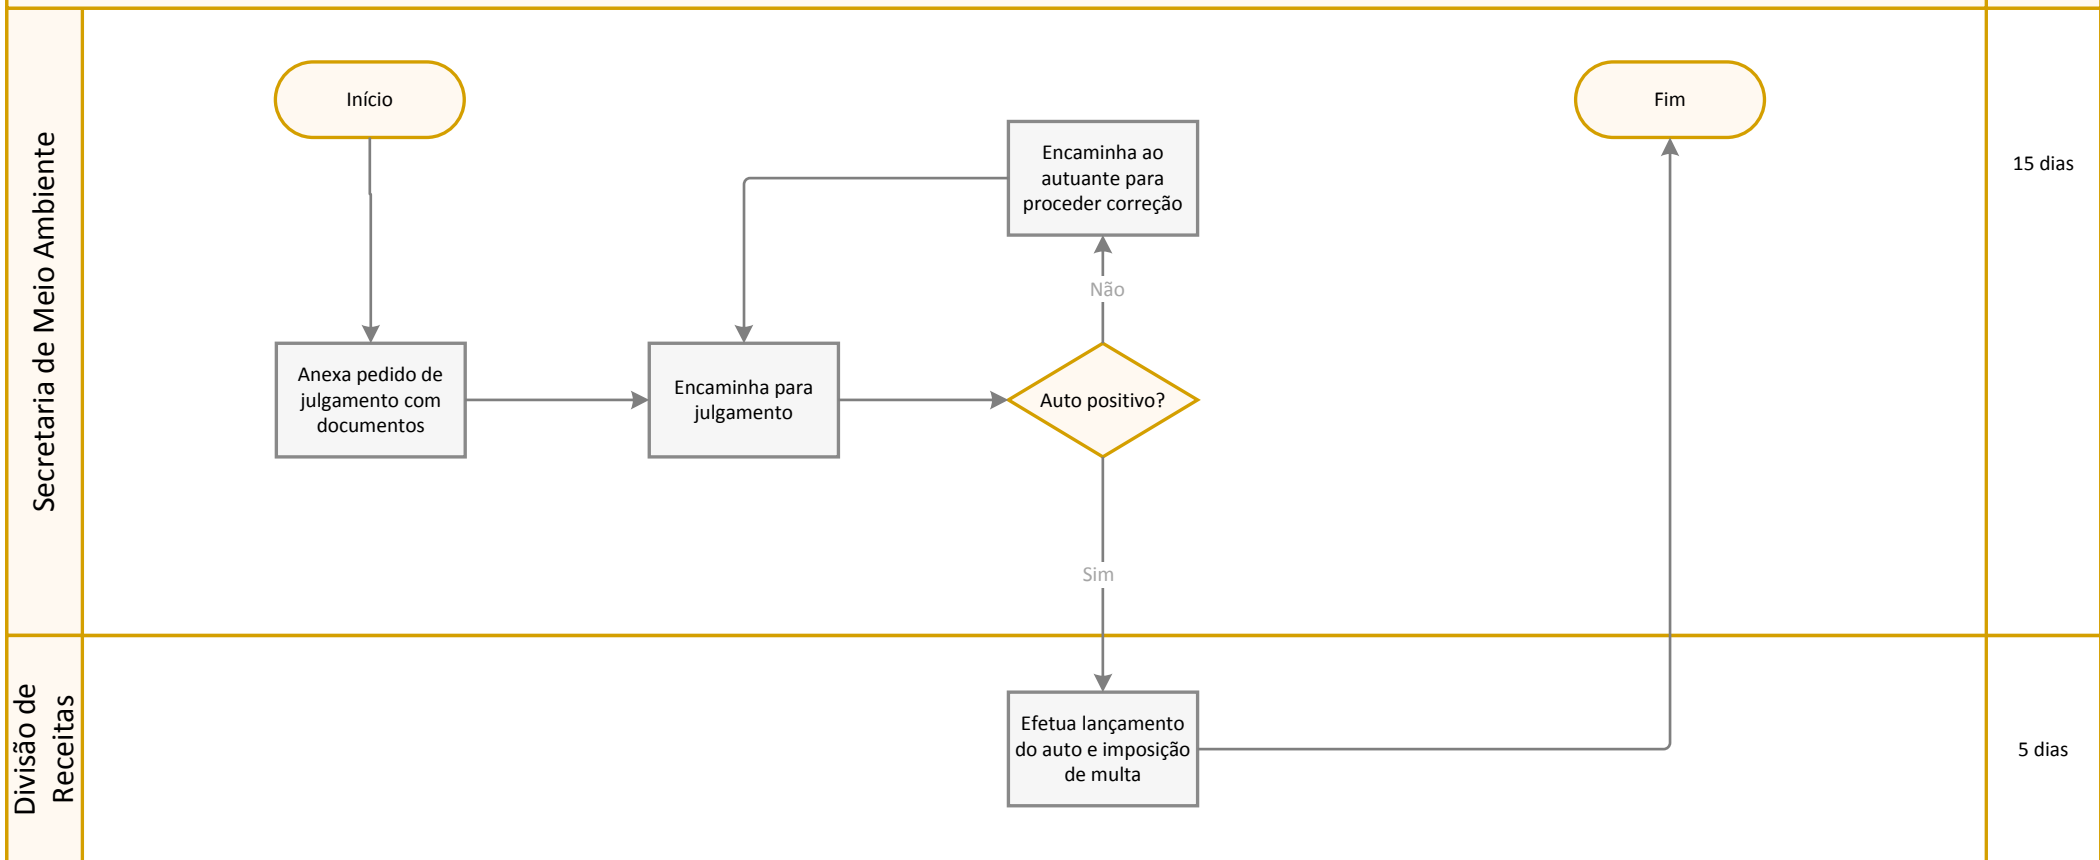 Secretaria de Meio Ambiente
Início
Fim
15 dias
Encaminha ao
autuante para
proceder correção
Não
Anexa pedido de
julgamento com
documentos
Encaminha para
julgamento
Auto positivo?
Sim
Divisão de
Receitas
Efetua lançamento
do auto e imposição
de multa
5 dias